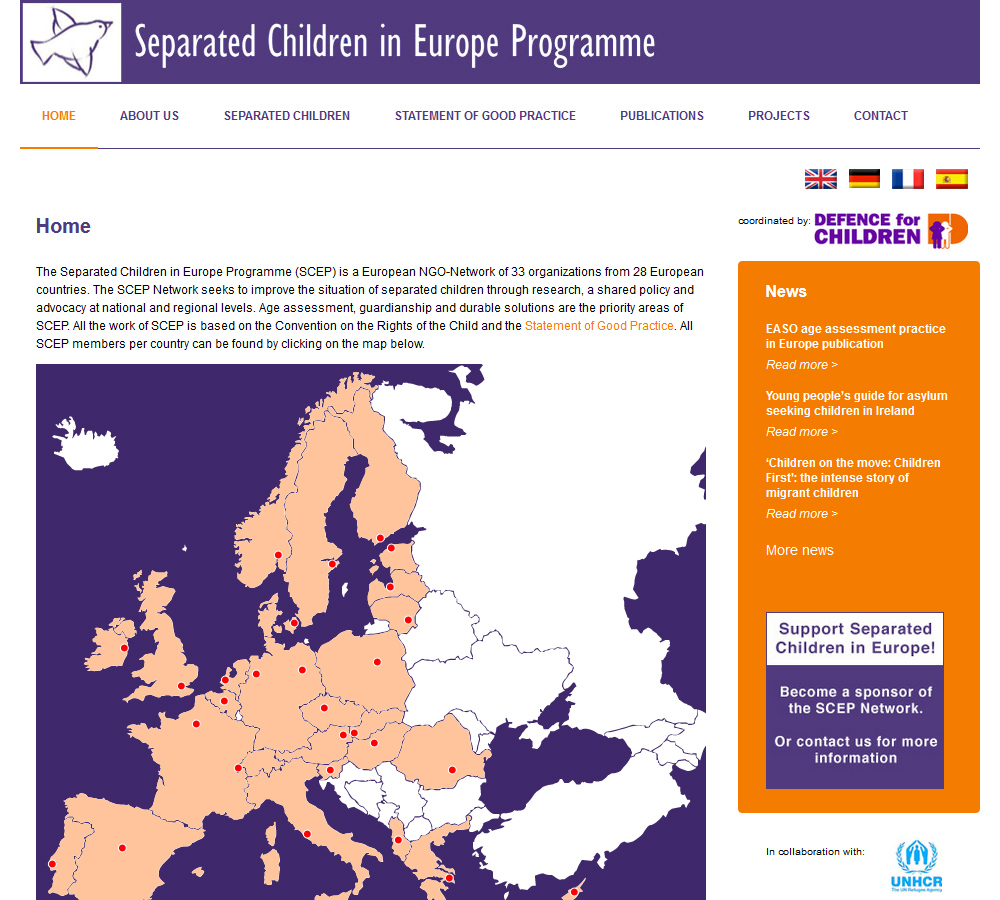 Separated Children in Europe Programme
HOME ABOUT US SEPARATED CHILDREN STATEMENT OF GOOD PRACTICE PUBLICATIONS PROJECTS CONTACT
Home
The Separated Children in Europe Programme (SCEP) is a European NGO-Network of 33 organizations from 28 European
countries. The SCEP Network seeks to improve the situation of separated children through research, a shared policy and
advocacy at national and regional levels. Age assessment, guardianship and durable solutions are the priority areas of
SCEP. All the work of SCEP is based on the Convention on the Rights of the Child and the Statement of Good Practice. All
SCEP members per country can be found by clicking on the map below.
coordinated by:
DEFENCE for
CHILDREN
News
EASO age assessment practice
in Europe publication
Read more >
Young people's guide for asylum
seeking children in Ireland
Read more >
‘Children on the move: Children
First’: the intense story of
migrant children
Read more >
More news
Support Separated
Children in Europe!
Become a sponsor of
the SCEP Network.
Or contact us for more
information
In collaboration with:
UNHCR
The UN Refugee Agency